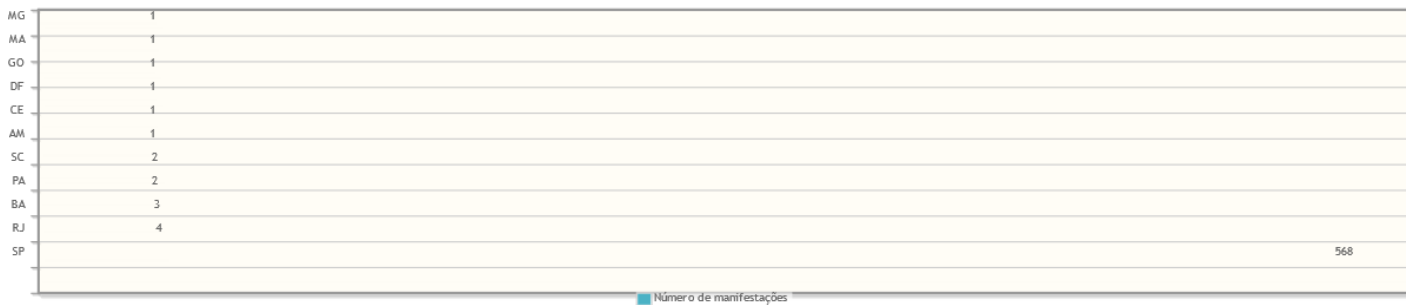 MG 1
MA 1
GO 1
DF 1
CE 1
AM 1
SC 2
PA 2
BA 3
RJ 4
SP 568
Número de manifestações